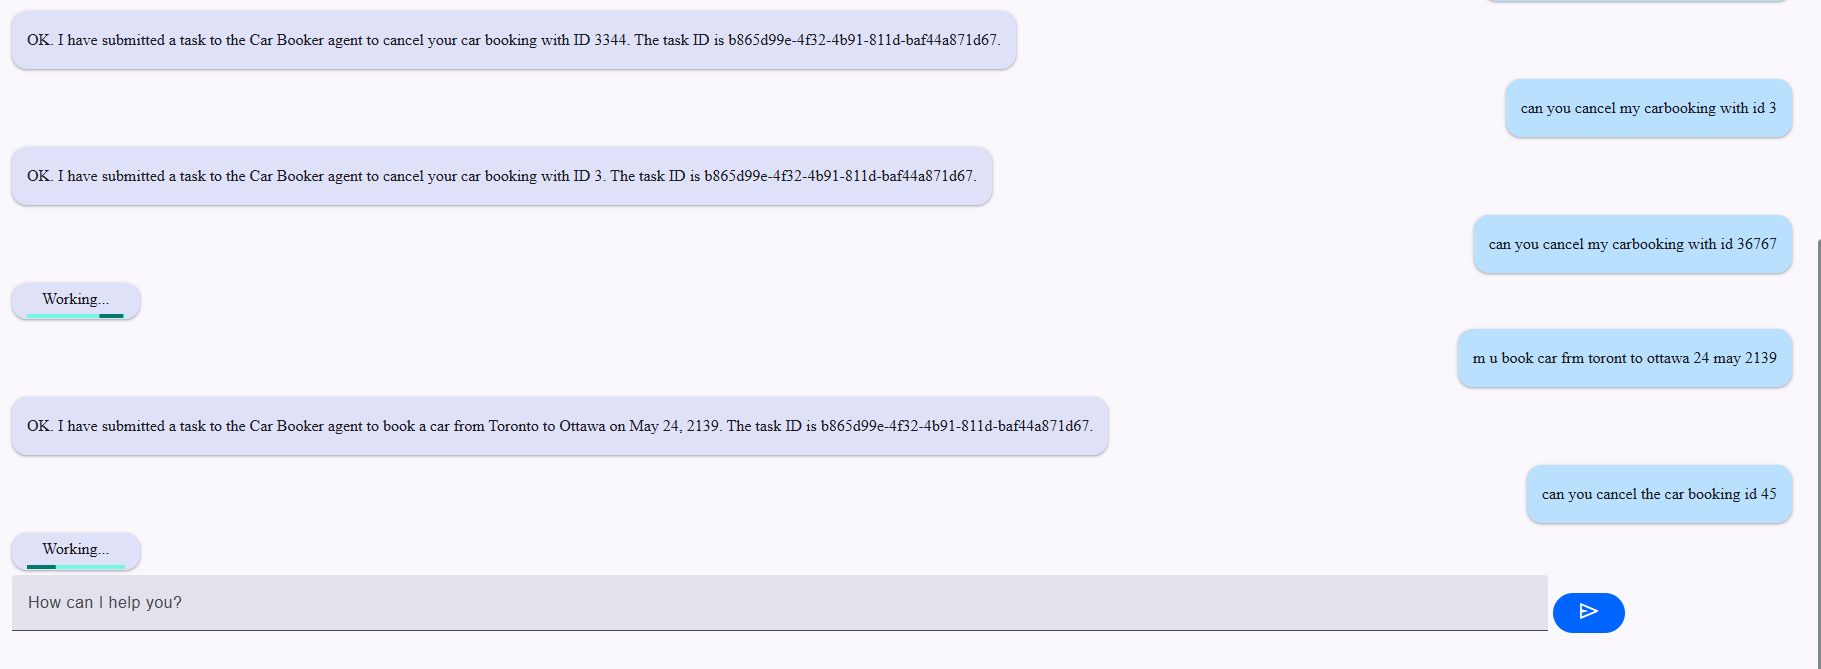 OK. I have submitted a task to the Car Booker agent to cancel your car booking with ID 3344. The task ID is b865d99e-4f32-4b91-811d-baf44a871d67.
can you cancel my carbooking with id 3
OK. I have submitted a task to the Car Booker agent to cancel your car booking with ID 3. The task ID is b865d99e-4f32-4b91-811d-baf44a871d67.
can you cancel my carbooking with id 36767
Working...
m u book car frm toront to ottawa 24 may 2139
OK. I have submitted a task to the Car Booker agent to book a car from Toronto to Ottawa on May 24, 2139. The task ID is b865d99e-4f32-4b91-811d-baf44a871d67.
can you cancel the car booking id 45
Working...
How can I help you?